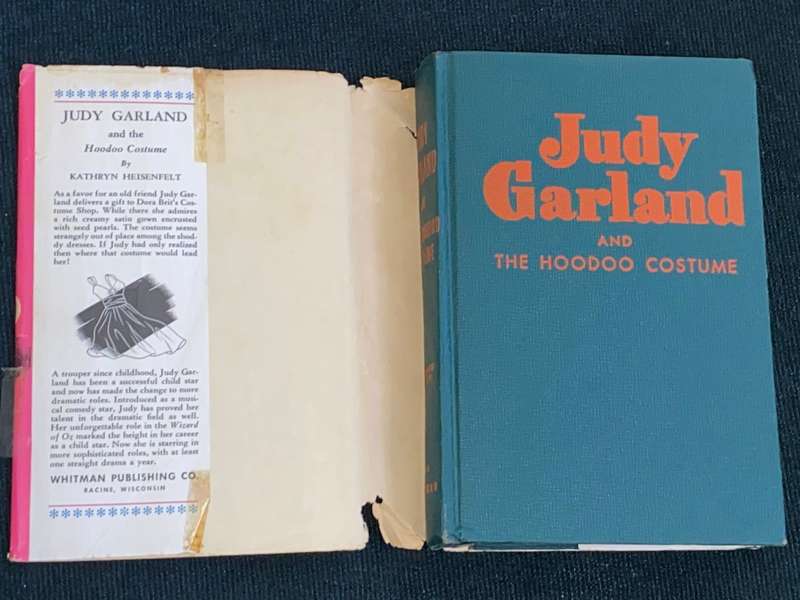 JUDY GARLAND
and the
Hoodoo Costume
By
KATHRYN HEISENFELT
As a favor for an old friend Judy Gar-
land delivers a gift to Dora Beit's Cos-
tume Shop. While there she admires
a rich creamy satin gown encrusted
with seed pearls. The costume seems
strangely out of place among the shod-
dy dresses. If Judy had only realized
then where that costume would lead
her!
A trouper since childhood, Judy Gar-
land has been a successful child star
and now has made the change to more
dramatic roles. Introduced as a musi-
cal comedy star, Judy has proved her
talent in the dramatic field as well.
Her unforgettable role in the Wizard
of Oz marked the height in her career
as a child star. Now she is starring in
more sophisticated roles, with at least
one straight drama a year.
WHITMAN PUBLISHING CO.
RACINE, WISCONSIN
Judy
Garland
AND
THE HOODOO COSTUME